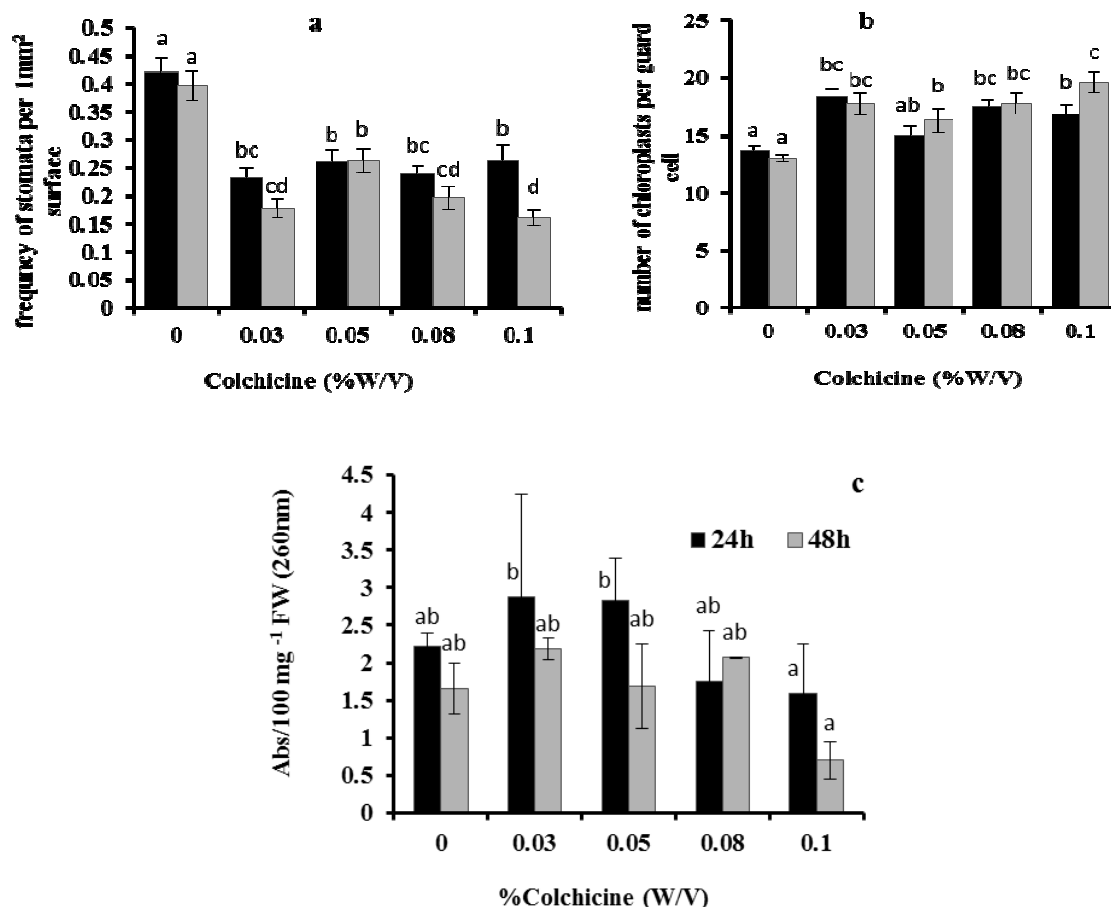 a
frequncy of stomata per 1mm² surface
0.5
0.45
0.4
0.35
0.3
0.25
0.2
0.15
0.1
0.05
0
a a
bc cd
b b
bc cd
b d
0 0.03 0.05 0.08 0.1
Colchicine (%W/V)
b
number of chloroplasts per guard cell
25
20
15
10
5
0
a a
bc bc
ab b
bc bc
b c
0 0.03 0.05 0.08 0.1
Colchicine (%W/V)
c
Abs/100 mg ⁻¹ FW (260nm)
4.5
4
3.5
3
2.5
2
1.5
1
0.5
0
24h 48h
ab ab
b ab
b ab
ab ab
a a
0 0.03 0.05 0.08 0.1
%Colchicine (W/V)